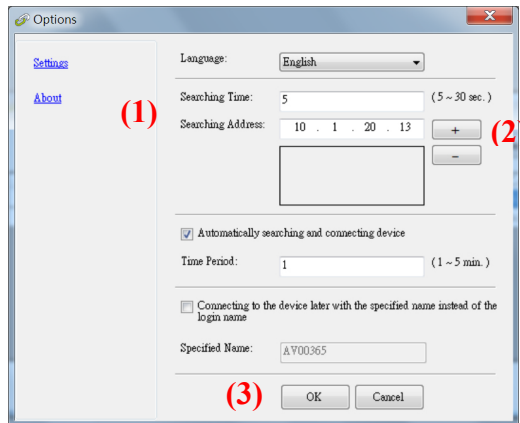 Options
Settings
About
Language: English
(1)
Searching Time: 5 (5 ~ 30 sec.)
Searching Address: 10 . 1 . 20 . 13 +
(2)
–
Automatically searching and connecting device
Time Period: 1 (1 ~ 5 min.)
Connecting to the device later with the specified name instead of the
login name
Specified Name: AV00365
(3) OK Cancel